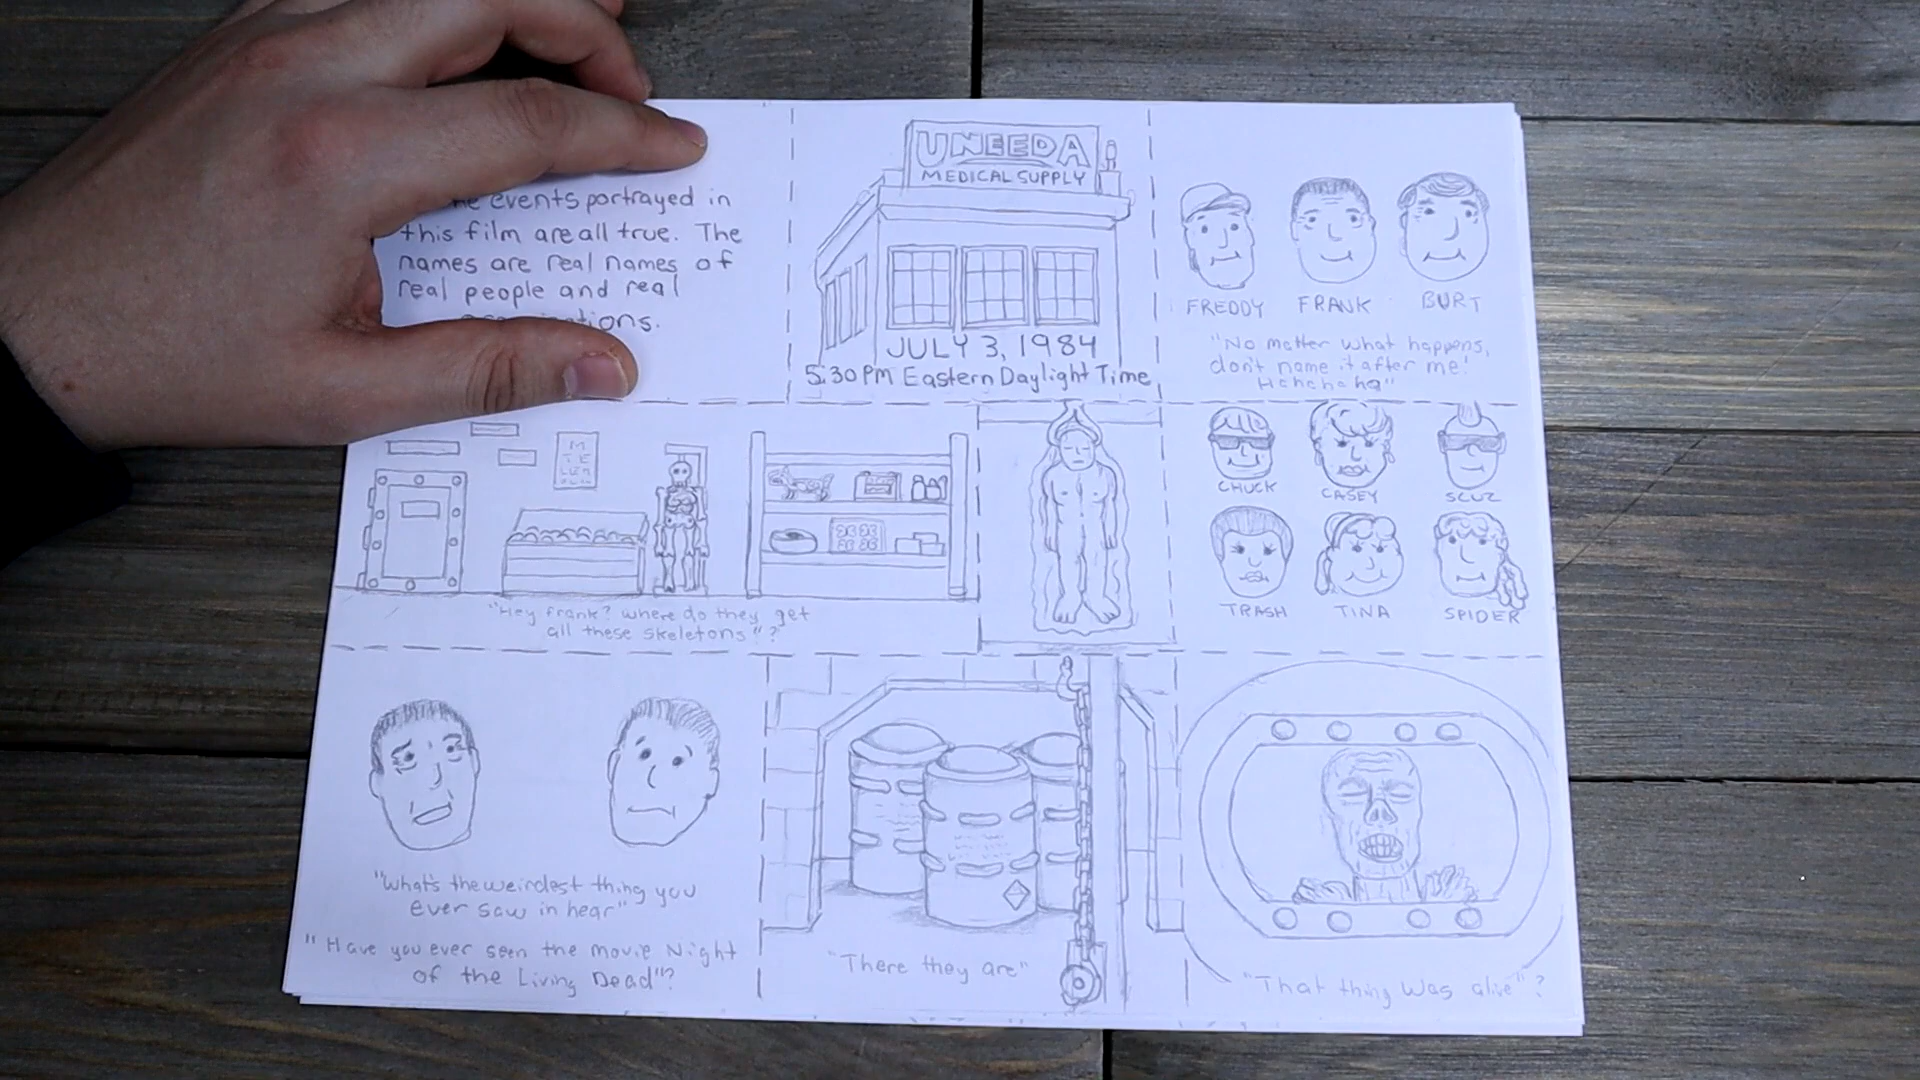 events portrayed in
this film are all true. The
names are real names of
real people and real
UNEEDA
MEDICAL SUPPLY
JULY 3, 1984
5:30 PM Eastern Daylight Time
FREDDY FRANK BURT
"No matter what happens,
don't name it after me!
Hahahaha"
"Hey frank? where do they get
all these skeletons"?
CHUCK CASEY SCUZ
TRASH TINA SPIDER
"What's the weirdest thing you
ever saw in hear"
"Have you ever seen the movie Night
of the Living Dead"?
"There they are"
"That thing was alive"?